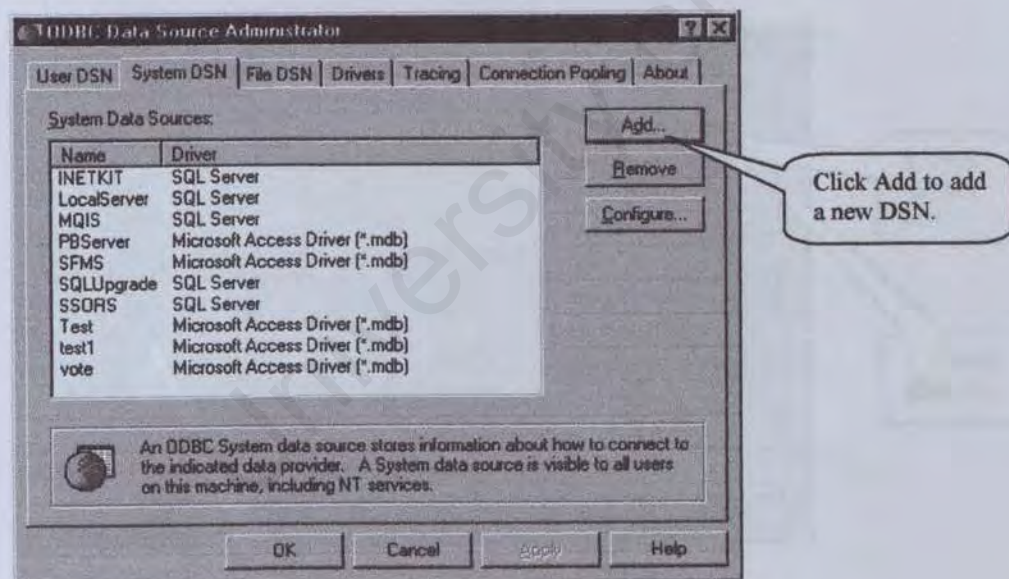 ODBC Data Source Administrator
User DSN System DSN File DSN Drivers Tracing Connection Pooling About
System Data Sources:
Name Driver
INETKIT SQL Server
LocalServer SQL Server
MQIS SQL Server
PBServer Microsoft Access Driver (*.mdb)
SFMS Microsoft Access Driver (*.mdb)
SQLUpgrade SQL Server
SSORS SQL Server
Test Microsoft Access Driver (*.mdb)
test1 Microsoft Access Driver (*.mdb)
vote Microsoft Access Driver (*.mdb)
Add...
Remove
Configure...
Click Add to add
a new DSN.
An ODBC System data source stores information about how to connect to
the indicated data provider. A System data source is visible to all users
on this machine, including NT services.
OK Cancel Apply Help
University